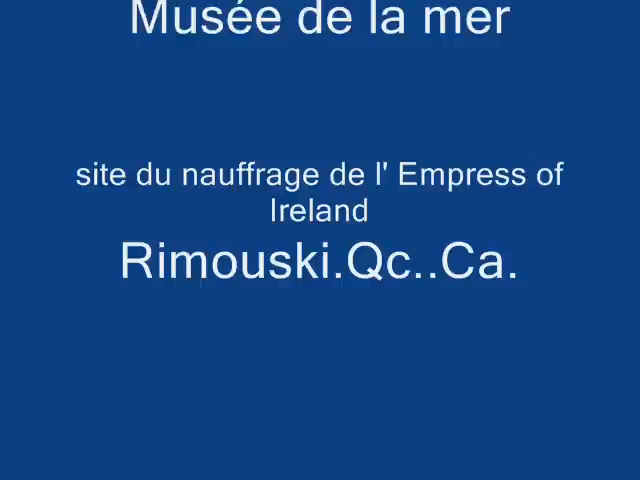 Musée de la mer
site du nauffrage de l' Empress of
Ireland
Rimouski.Qc..Ca.